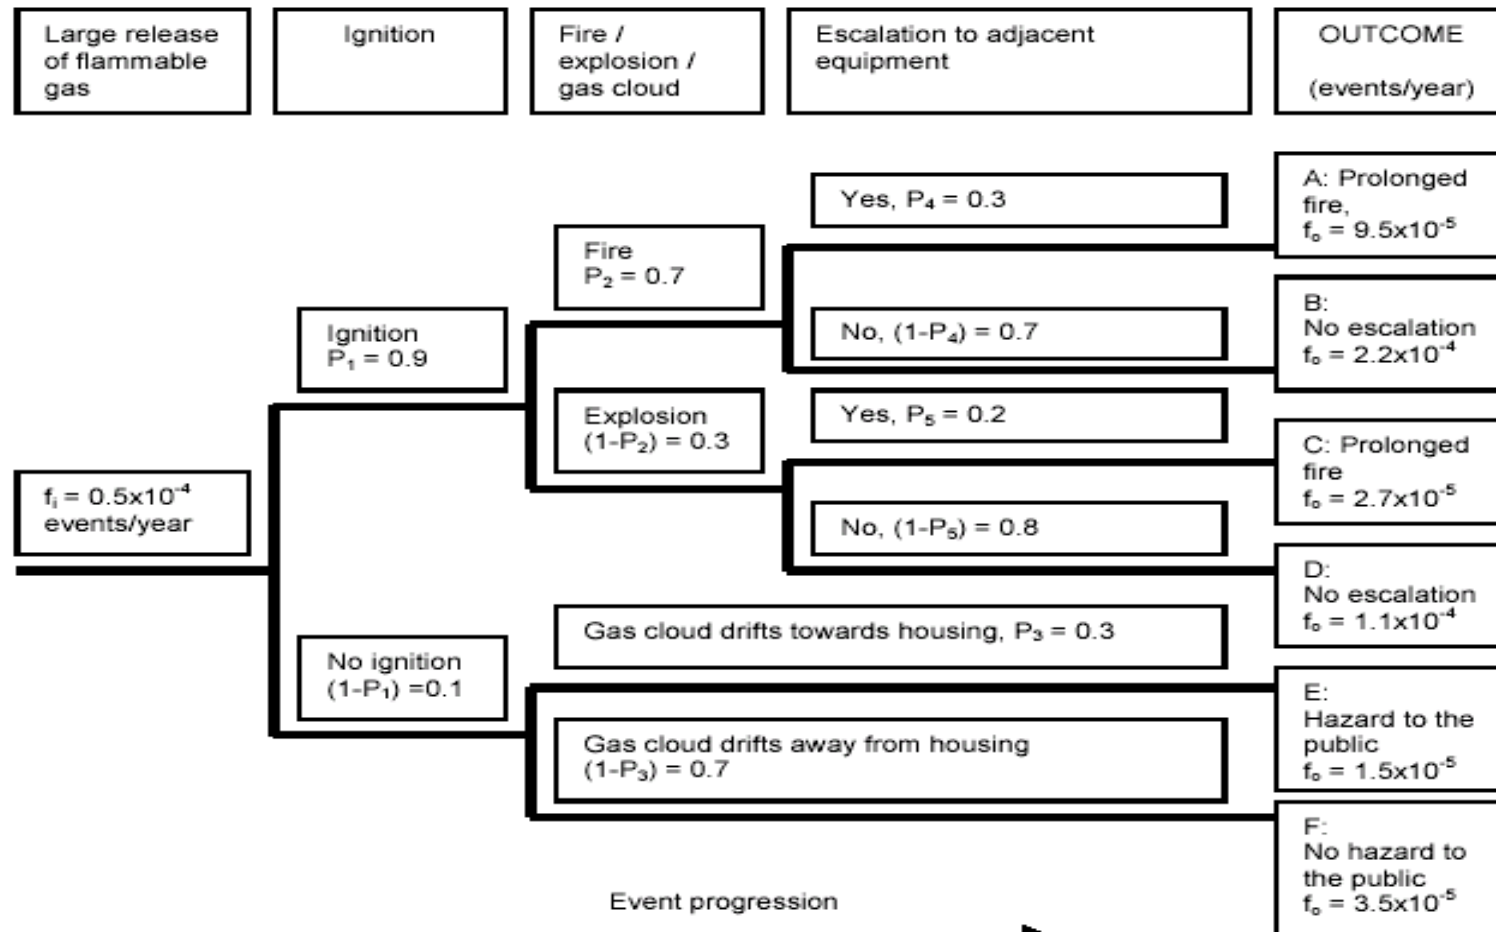 Large release
of flammable
gas
Ignition
Fire /
explosion /
gas cloud
Escalation to adjacent
equipment
OUTCOME
(events/year)
fᵢ = 0.5x10⁻⁴
events/year
Ignition
P₁ = 0.9
No ignition
(1-P₁) =0.1
Fire
P₂ = 0.7
Explosion
(1-P₂) = 0.3
Yes, P₄ = 0.3
No, (1-P₄) = 0.7
Yes, P₅ = 0.2
No, (1-P₅) = 0.8
Gas cloud drifts towards housing, P₃ = 0.3
Gas cloud drifts away from housing
(1-P₃) = 0.7
A: Prolonged
fire,
fₒ = 9.5x10⁻⁵
B:
No escalation
fₒ = 2.2x10⁻⁴
C: Prolonged
fire
fₒ = 2.7x10⁻⁵
D:
No escalation
fₒ = 1.1x10⁻⁴
E:
Hazard to the
public
fₒ = 1.5x10⁻⁵
F:
No hazard to
the public
fₒ = 3.5x10⁻⁵
Event progression